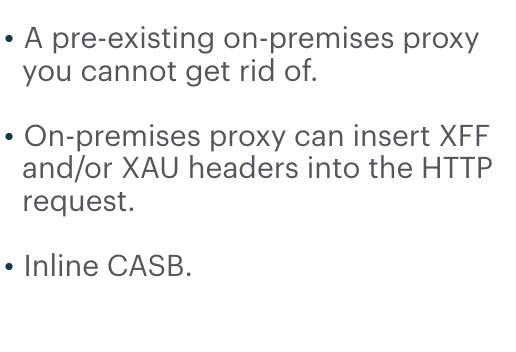 • A pre-existing on-premises proxy
you cannot get rid of.
• On-premises proxy can insert XFF
and/or XAU headers into the HTTP
request.
• Inline CASB.